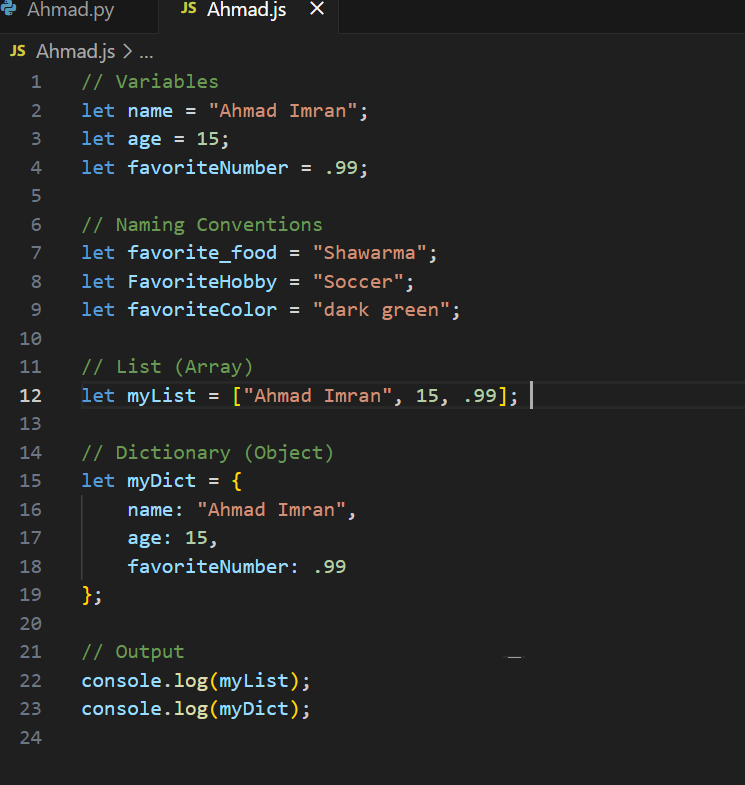 Ahmad.py
JS Ahmad.js ×
JS Ahmad.js > ...
1 // Variables
2 let name = "Ahmad Imran";
3 let age = 15;
4 let favoriteNumber = .99;
5
6 // Naming Conventions
7 let favorite_food = "Shawarma";
8 let FavoriteHobby = "Soccer";
9 let favoriteColor = "dark green";
10
11 // List (Array)
12 let myList = ["Ahmad Imran", 15, .99];
13
14 // Dictionary (Object)
15 let myDict = {
16     name: "Ahmad Imran",
17     age: 15,
18     favoriteNumber: .99
19 };
20
21 // Output
22 console.log(myList);
23 console.log(myDict);
24